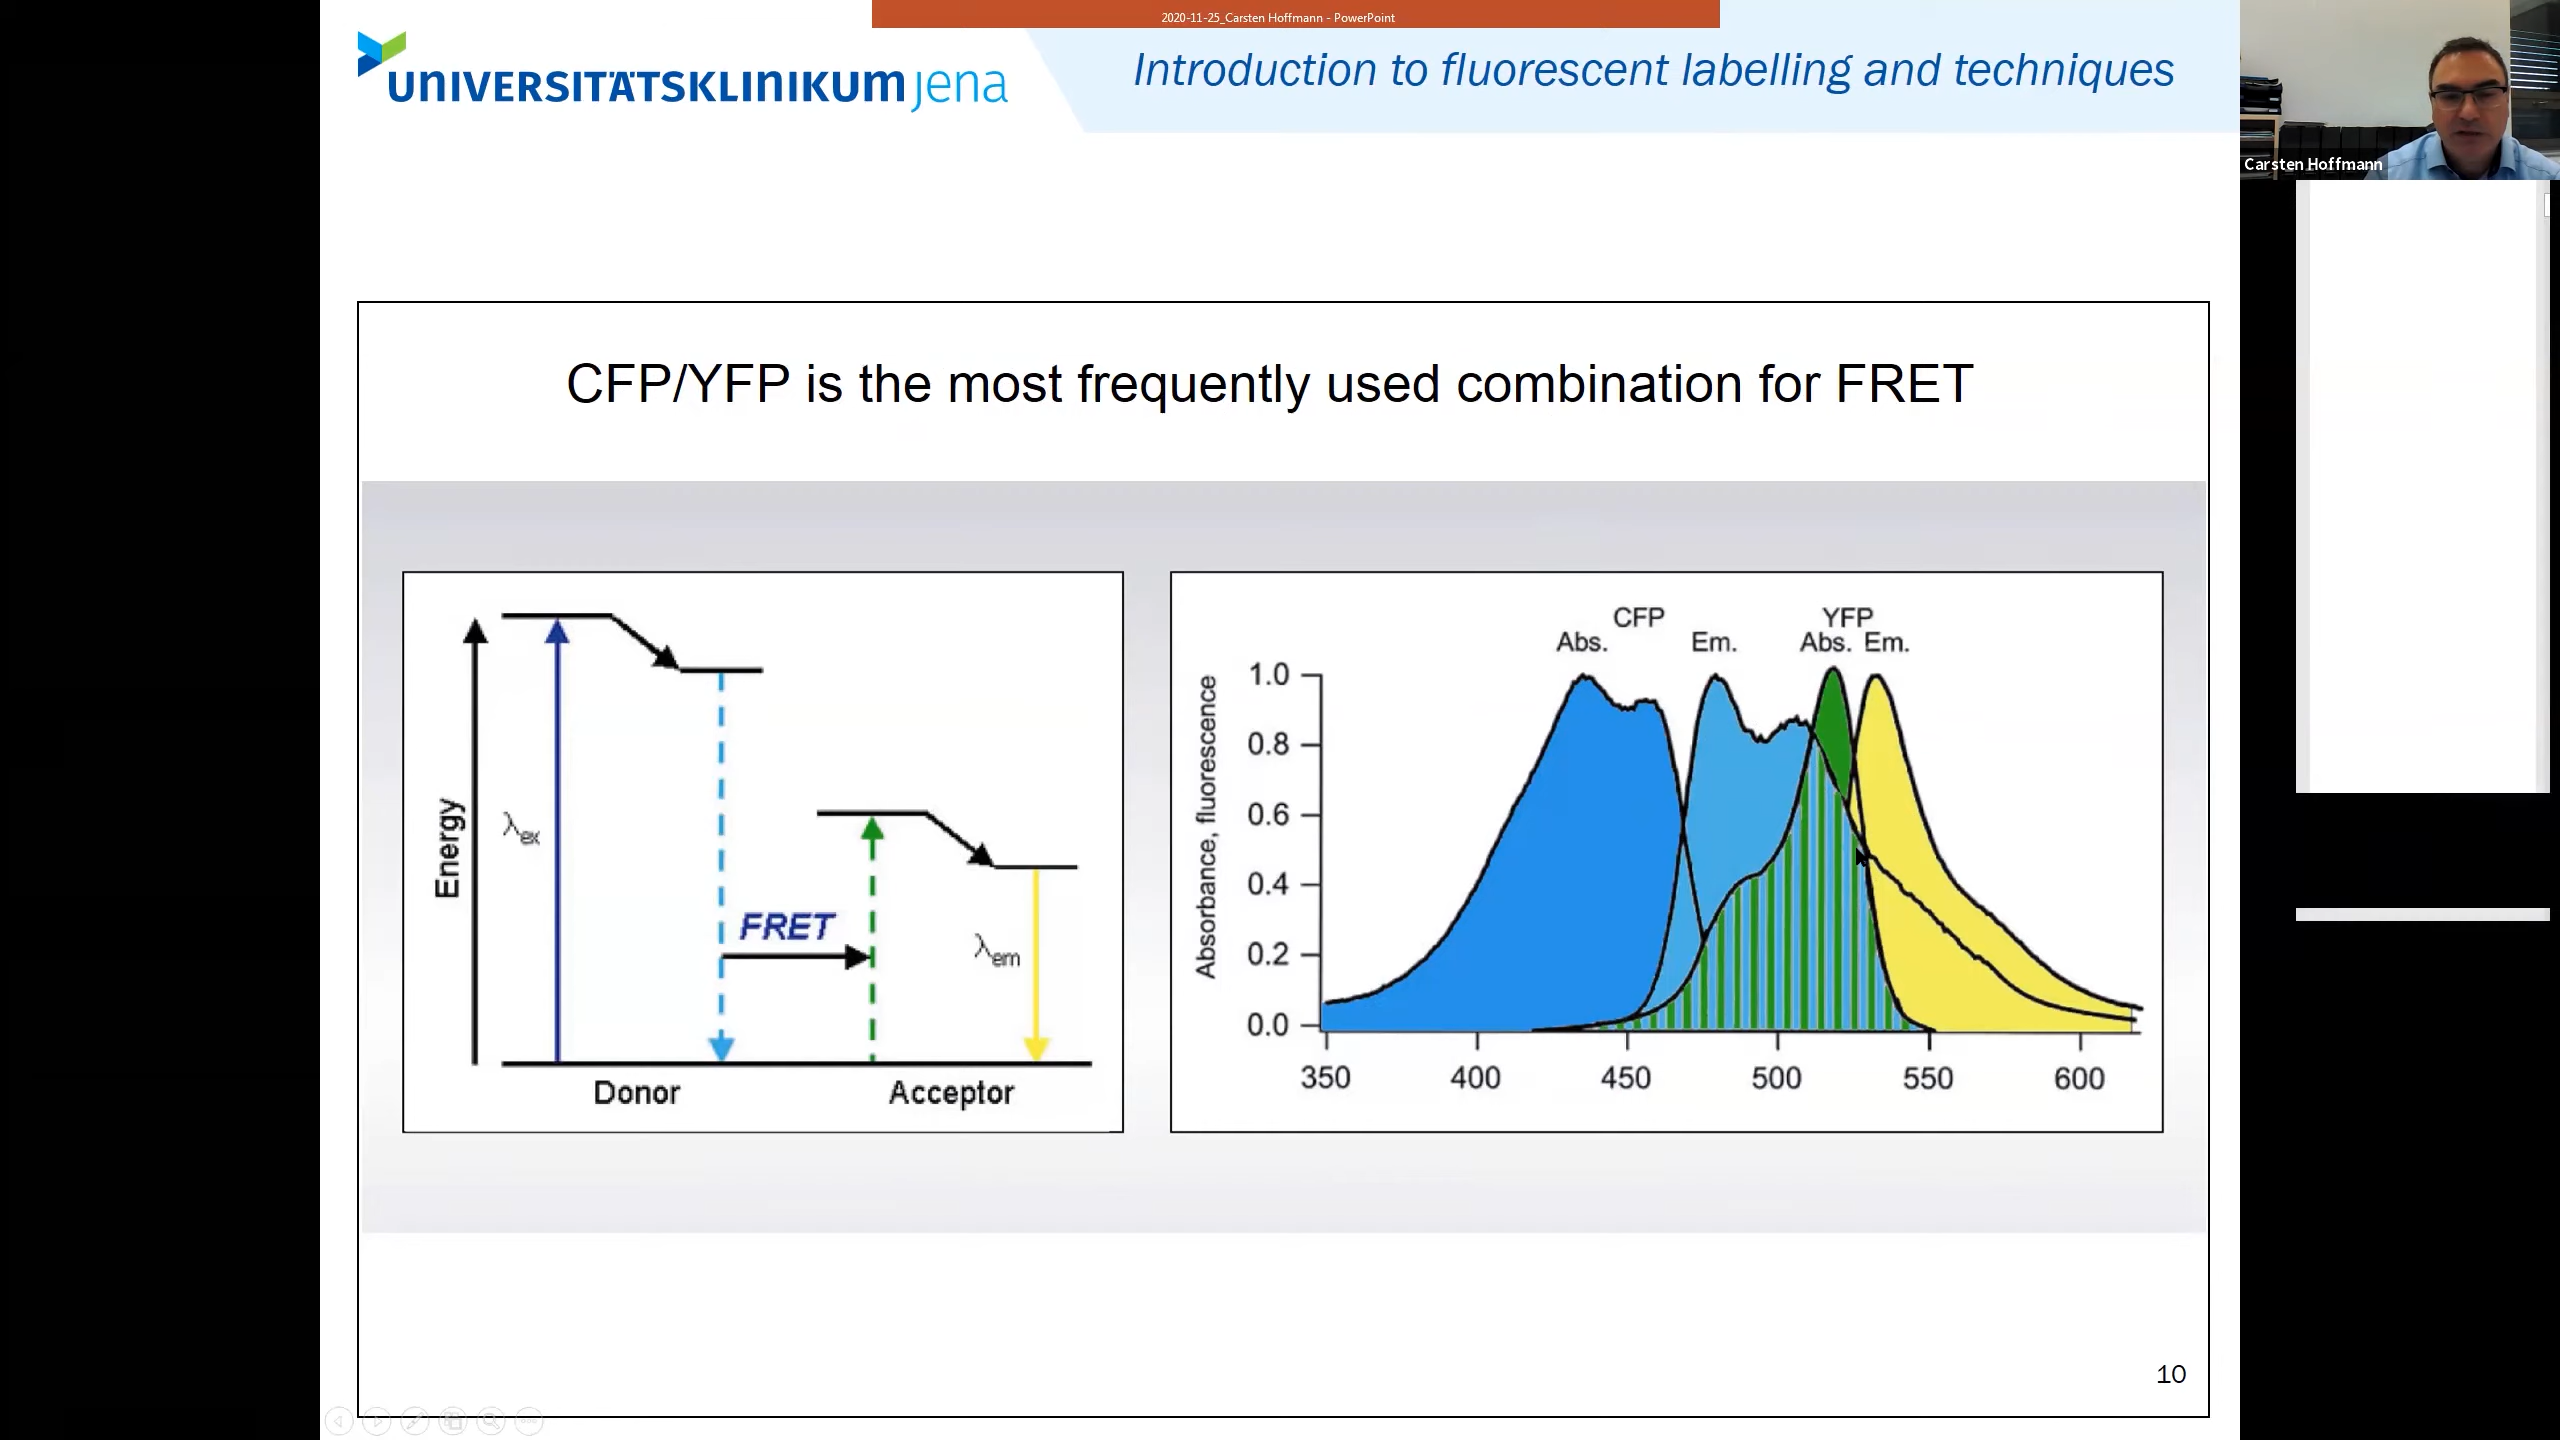 2020-11-25_Carsten Hoffmann - PowerPoint
UNIVERSITÄTSKLINIKUM jena
Introduction to fluorescent labelling and techniques
Carsten Hoffmann
CFP/YFP is the most frequently used combination for FRET
Energy
λex
FRET
λem
Donor
Acceptor
CFP
YFP
Abs.
Em.
Abs. Em.
Absorbance, fluorescence
1.0
0.8
0.6
0.4
0.2
0.0
350
400
450
500
550
600
10